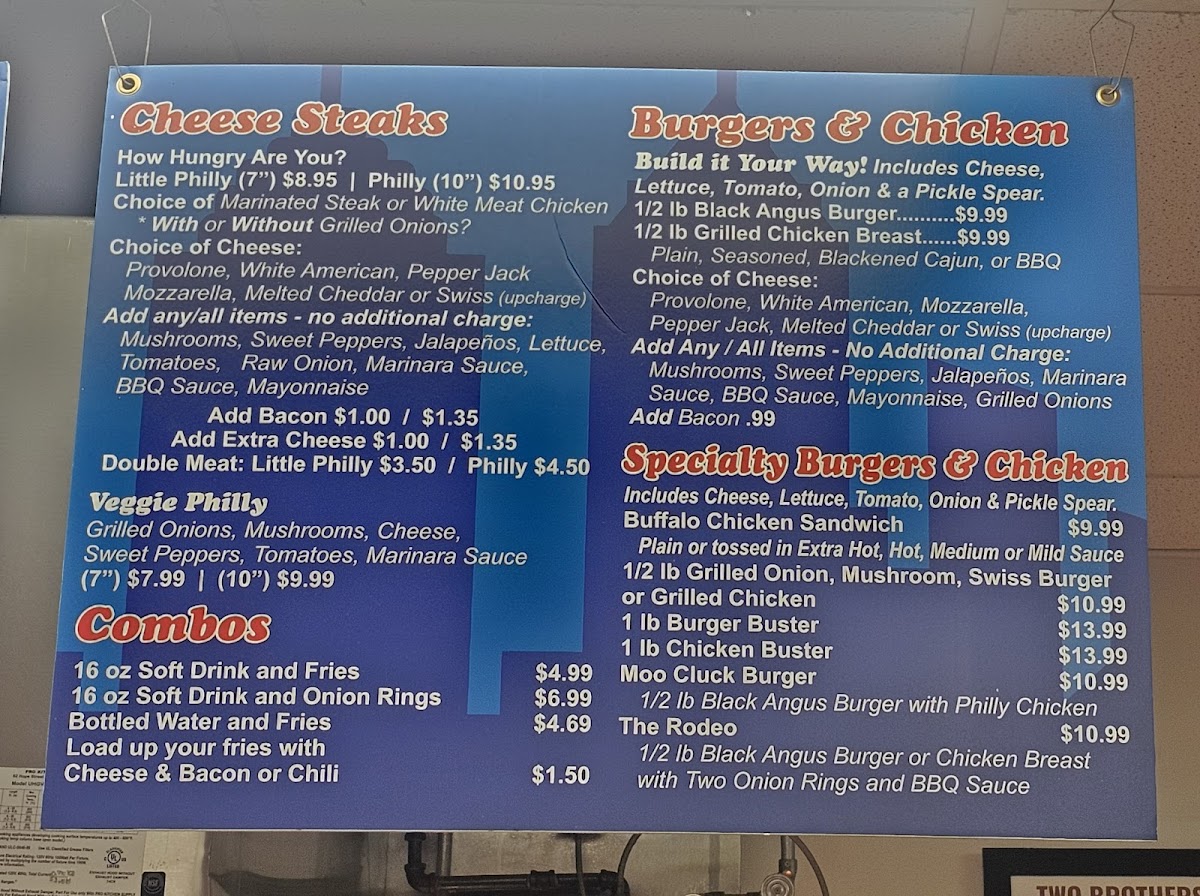 Cheese Steaks
How Hungry Are You?
Little Philly (7”) $8.95 | Philly (10”) $10.95
Choice of Marinated Steak or White Meat Chicken
* With or Without Grilled Onions?
Choice of Cheese:
Provolone, White American, Pepper Jack
Mozzarella, Melted Cheddar or Swiss (upcharge)
Add any/all items - no additional charge:
Mushrooms, Sweet Peppers, Jalapeños, Lettuce,
Tomatoes, Raw Onion, Marinara Sauce,
BBQ Sauce, Mayonnaise
Add Bacon $1.00 / $1.35
Add Extra Cheese $1.00 / $1.35
Double Meat: Little Philly $3.50 / Philly $4.50
Veggie Philly
Grilled Onions, Mushrooms, Cheese,
Sweet Peppers, Tomatoes, Marinara Sauce
(7”) $7.99 | (10”) $9.99
Combos
16 oz Soft Drink and Fries $4.99
16 oz Soft Drink and Onion Rings $6.99
Bottled Water and Fries $4.69
Load up your fries with
Cheese & Bacon or Chili $1.50
Burgers & Chicken
Build it Your Way! Includes Cheese,
Lettuce, Tomato, Onion & a Pickle Spear.
1/2 lb Black Angus Burger..........$9.99
1/2 lb Grilled Chicken Breast......$9.99
Plain, Seasoned, Blackened Cajun, or BBQ
Choice of Cheese:
Provolone, White American, Mozzarella,
Pepper Jack, Melted Cheddar or Swiss (upcharge)
Add Any / All Items - No Additional Charge:
Mushrooms, Sweet Peppers, Jalapeños, Marinara
Sauce, BBQ Sauce, Mayonnaise, Grilled Onions
Add Bacon .99
Specialty Burgers & Chicken
Includes Cheese, Lettuce, Tomato, Onion & Pickle Spear.
Buffalo Chicken Sandwich $9.99
Plain or tossed in Extra Hot, Hot, Medium or Mild Sauce
1/2 lb Grilled Onion, Mushroom, Swiss Burger
or Grilled Chicken $10.99
1 lb Burger Buster $13.99
1 lb Chicken Buster $13.99
Moo Cluck Burger $10.99
1/2 lb Black Angus Burger with Philly Chicken
The Rodeo $10.99
1/2 lb Black Angus Burger or Chicken Breast
with Two Onion Rings and BBQ Sauce
TWO BROTHER